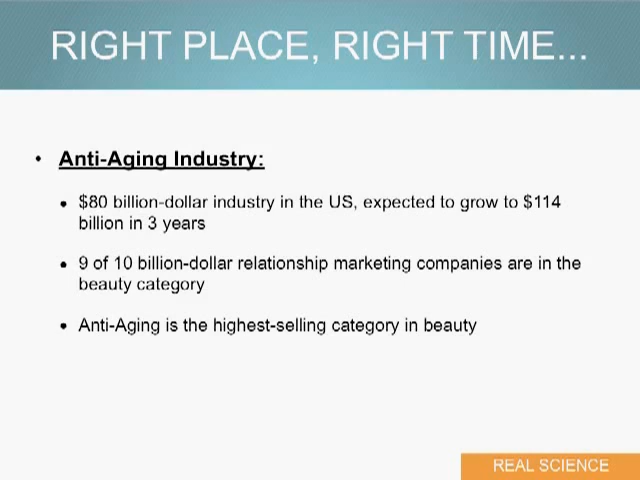 RIGHT PLACE, RIGHT TIME...
• Anti-Aging Industry:
• $80 billion-dollar industry in the US, expected to grow to $114
billion in 3 years
• 9 of 10 billion-dollar relationship marketing companies are in the
beauty category
• Anti-Aging is the highest-selling category in beauty
REAL SCIENCE